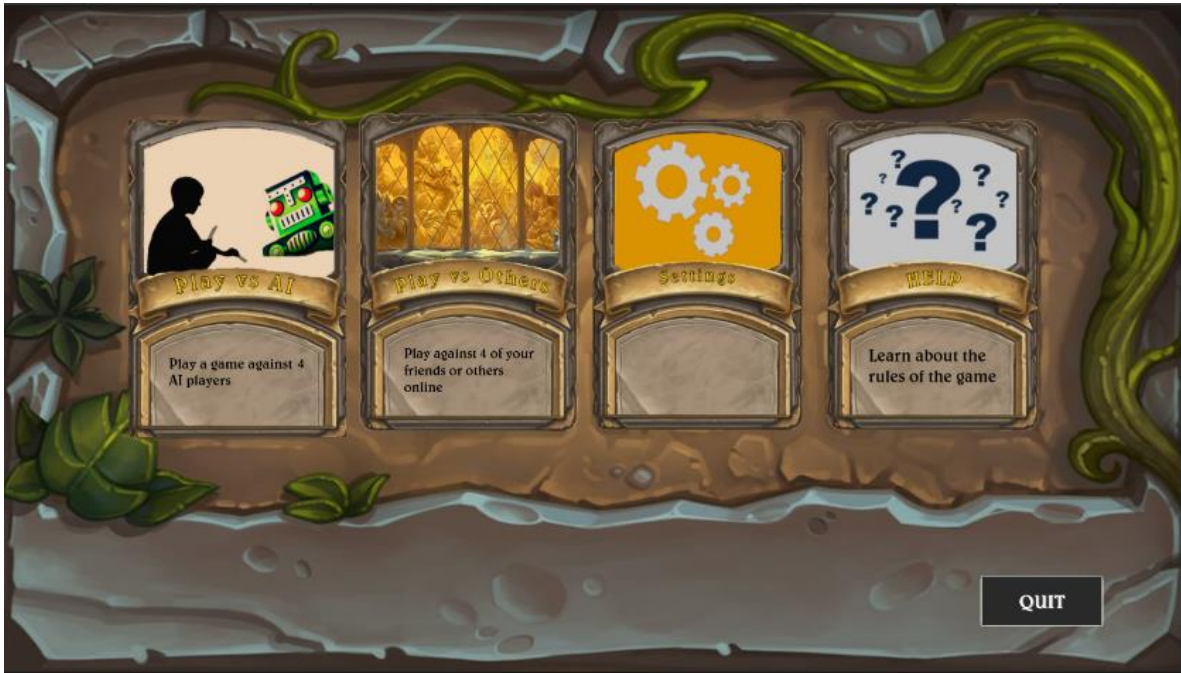 Play vs AI
Play a game against 4
AI players
Play vs Others
Play against 4 of your
friends or others
online
Settings
HELP
Learn about the
rules of the game
QUIT